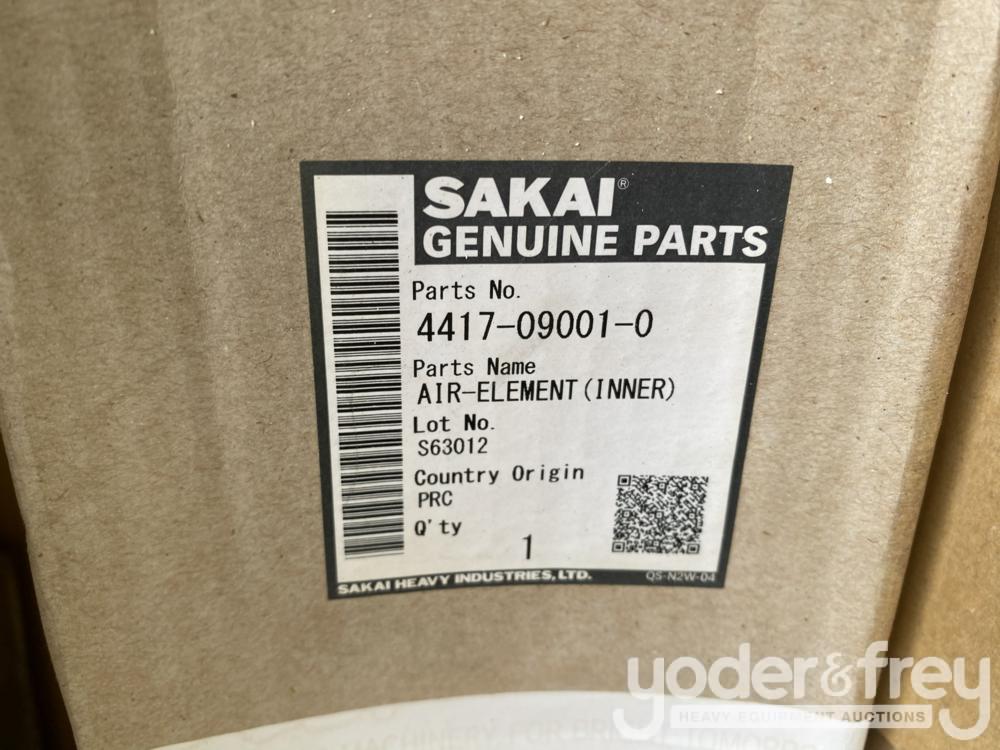 SAKAI®
GENUINE PARTS
Parts No.
4417-09001-0
Parts Name
AIR-ELEMENT(INNER)
Lot No.
S63012
Country Origin
PRC
Q'ty
1
SAKAI HEAVY INDUSTRIES, LTD.
QS-N2W-04
yoder&frey
HEAVY EQUIPMENT AUCTIONS